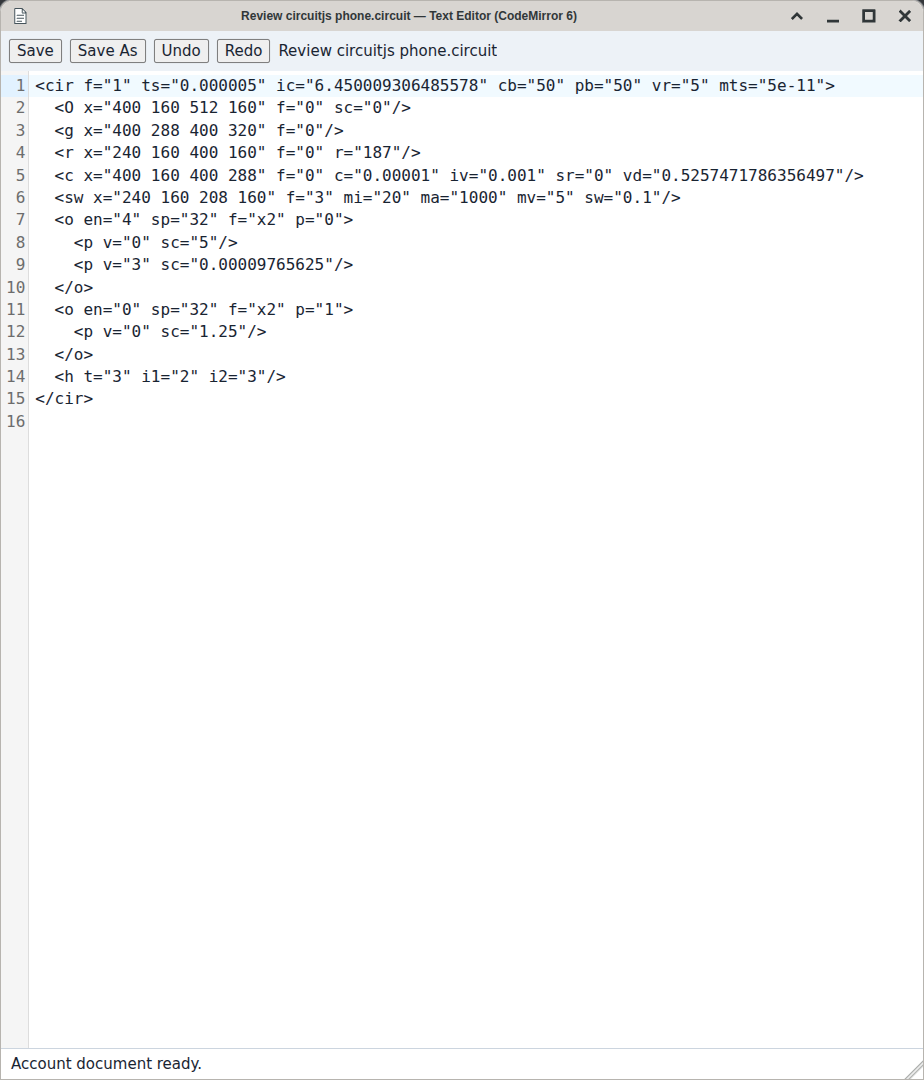 Review circuitjs phone.circuit — Text Editor (CodeMirror 6)
Save Save As Undo Redo Review circuitjs phone.circuit
1 <cir f="1" ts="0.000005" ic="6.450009306485578" cb="50" pb="50" vr="5" mts="5e-11">
2   <O x="400 160 512 160" f="0" sc="0"/>
3   <g x="400 288 400 320" f="0"/>
4   <r x="240 160 400 160" f="0" r="187"/>
5   <c x="400 160 400 288" f="0" c="0.00001" iv="0.001" sr="0" vd="0.5257471786356497"/>
6   <sw x="240 160 208 160" f="3" mi="20" ma="1000" mv="5" sw="0.1"/>
7   <o en="4" sp="32" f="x2" p="0">
8     <p v="0" sc="5"/>
9     <p v="3" sc="0.00009765625"/>
10   </o>
11   <o en="0" sp="32" f="x2" p="1">
12     <p v="0" sc="1.25"/>
13   </o>
14   <h t="3" i1="2" i2="3"/>
15 </cir>
16
Account document ready.